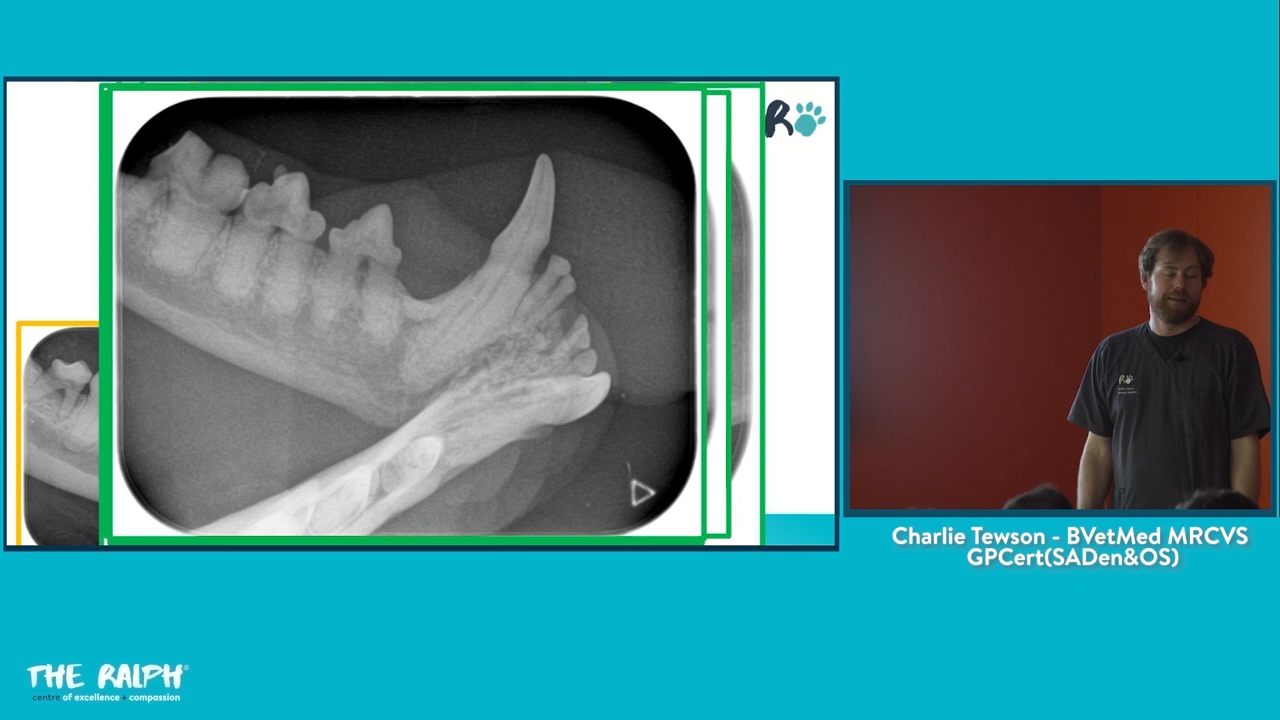 R
R
Charlie Tewson - BVetMed MRCVS
GPCert(SADen&OS)
THE RALPH®
centre of excellence + compassion